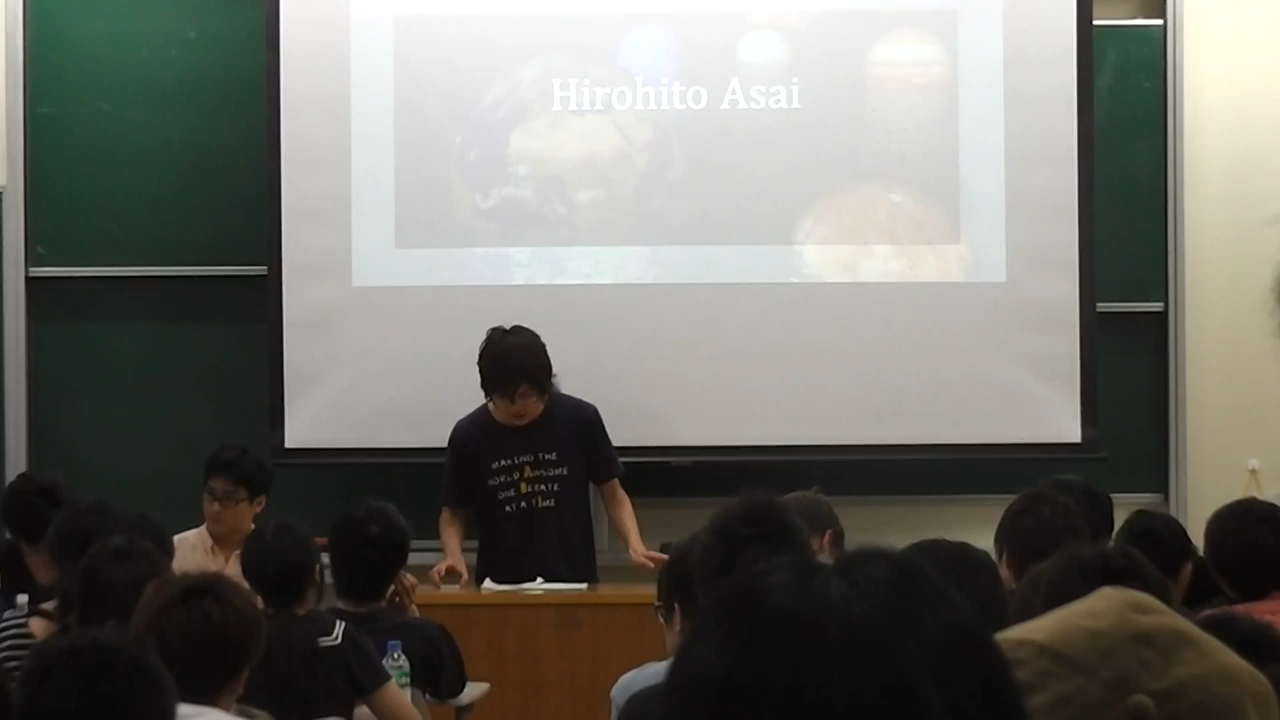 Hirohito Asai
MAKING THE
WORLD AWESOME
ONE DEBATE
AT A TIME